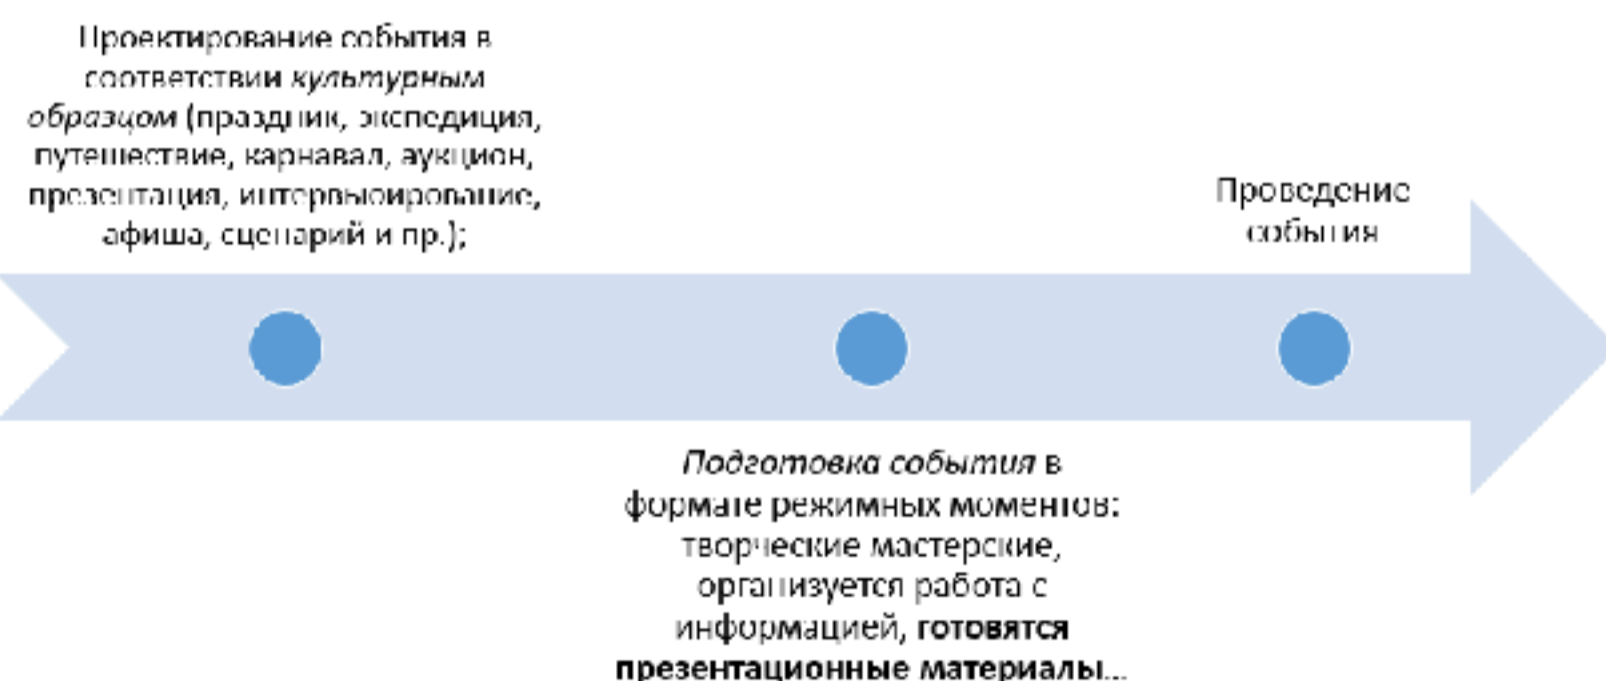 Проектирование события в
соответствии культурным
образцом (праздник, экспедиция,
путешествие, карнавал, аукцион,
презентация, интервьюирование,
афиша, сценарий и пр.);
Проведение
события
Подготовка события в
формате режимных моментов:
творческие мастерские,
организуется работа с
информацией, готовятся
презентационные материалы...